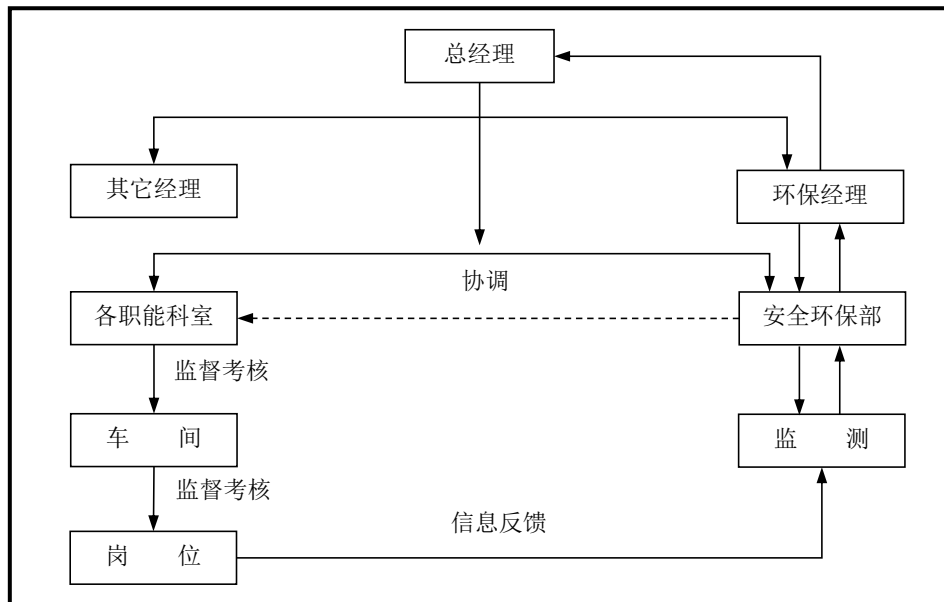 总经理
其它经理
环保经理
协调
各职能科室
安全环保部
监督考核
车 间
监 测
监督考核
信息反馈
岗 位